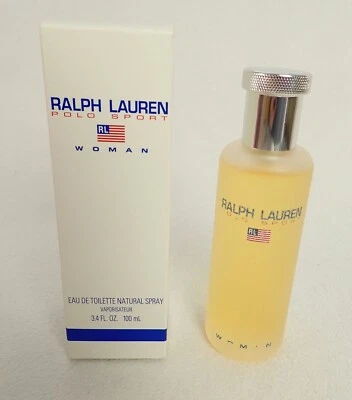 RALPH LAUREN
POLO SPORT
RL
WOMAN
EAU DE TOILETTE NATURAL SPRAY
VAPORISATEUR
3.4 FL. OZ. 100 mL
RALPH LAUREN
POLO SPORT
RL
WOMAN